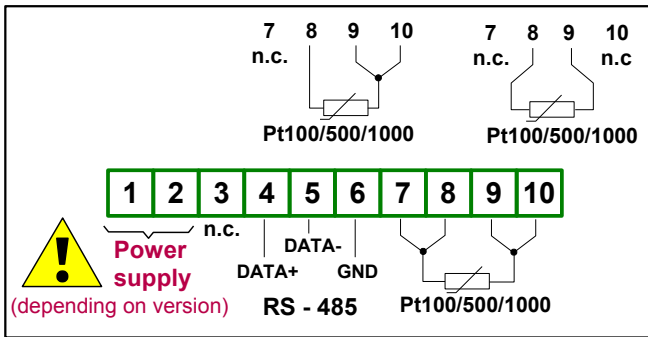 7 8 9 10
n.c.
Pt100/500/1000
7 8 9 10
n.c. n.c
Pt100/500/1000
1 2 3 4 5 6 7 8 9 10
n.c.
Power
supply
(depending on version)
DATA-
DATA+ GND
RS - 485
Pt100/500/1000